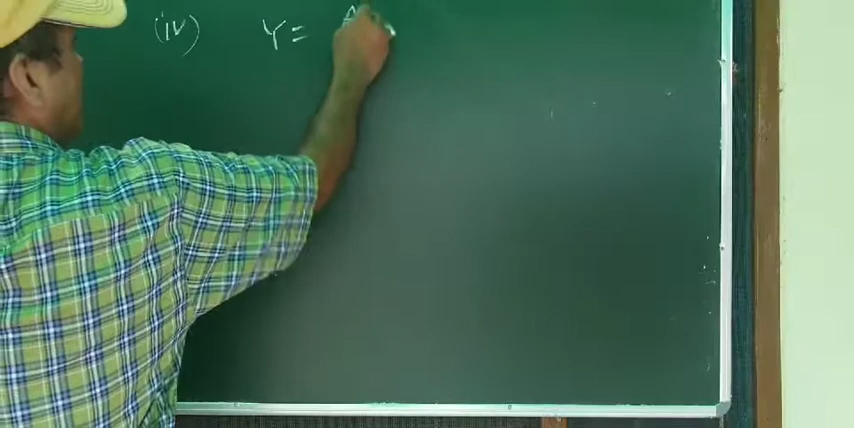 (iv) Y =